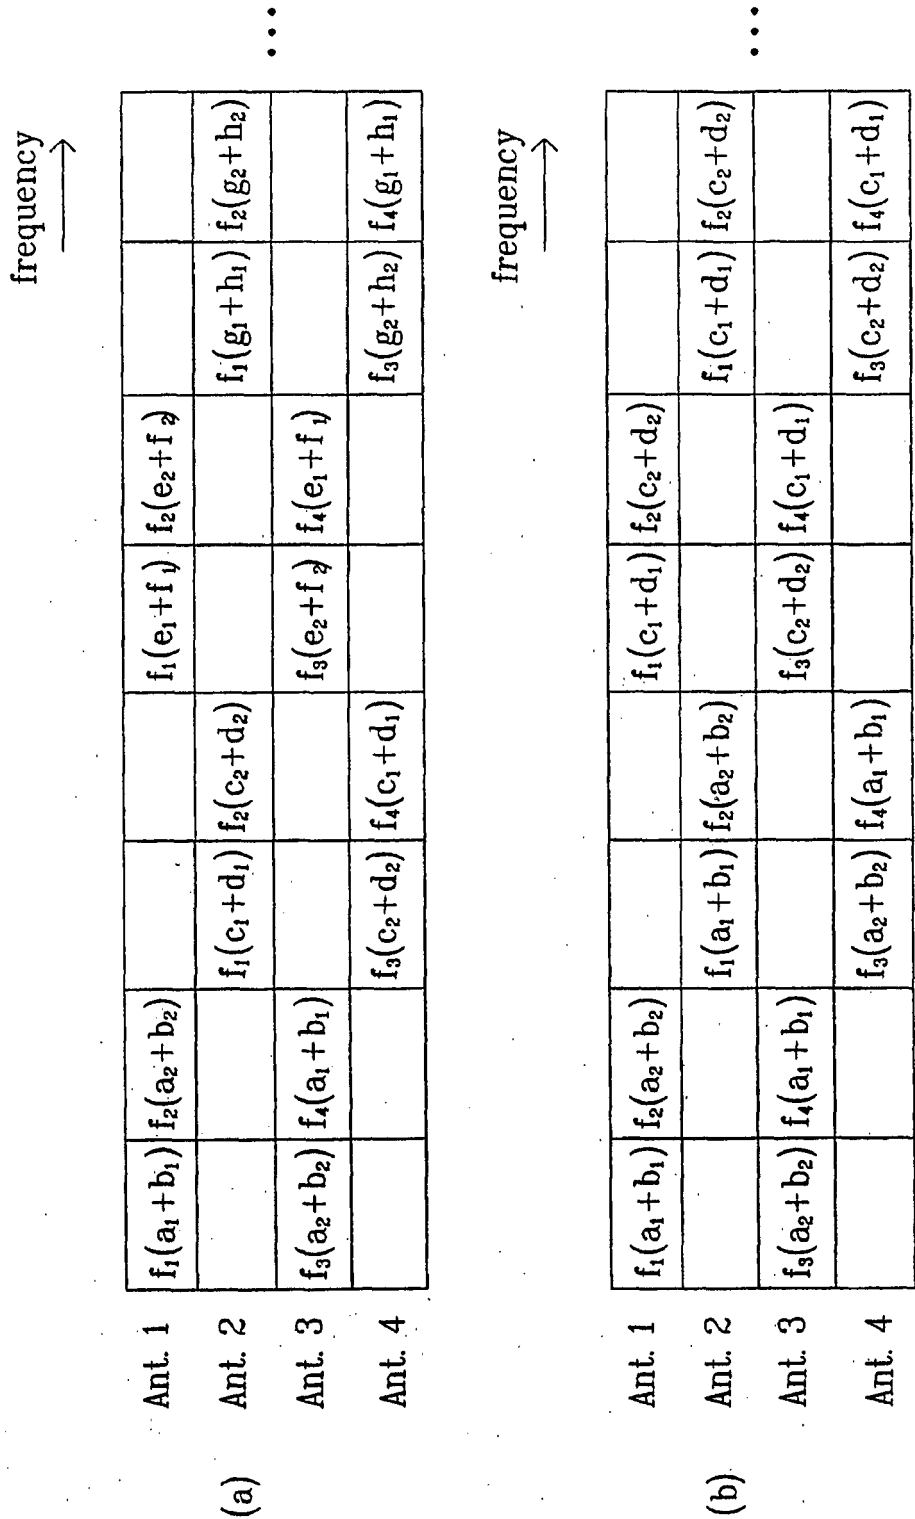 frequency
Ant. 1 f₁(a₁+b₁) f₂(a₂+b₂) f₁(e₁+f₁) f₂(e₂+f₂)
Ant. 2 f₁(c₁+d₁) f₂(c₂+d₂) f₁(g₁+h₁) f₂(g₂+h₂)
Ant. 3 f₃(a₂+b₂) f₄(a₁+b₁) f₃(e₂+f₂) f₄(e₁+f₁)
Ant. 4 f₃(c₂+d₂) f₄(c₁+d₁) f₃(g₂+h₂) f₄(g₁+h₁)
(a)
frequency
Ant. 1 f₁(a₁+b₁) f₂(a₂+b₂) f₁(c₁+d₁) f₂(c₂+d₂)
Ant. 2 f₁(a₁+b₁) f₂(a₂+b₂) f₁(c₁+d₁) f₂(c₂+d₂)
Ant. 3 f₃(a₂+b₂) f₄(a₁+b₁) f₃(c₂+d₂) f₄(c₁+d₁)
Ant. 4 f₃(a₂+b₂) f₄(a₁+b₁) f₃(c₂+d₂) f₄(c₁+d₁)
(b)